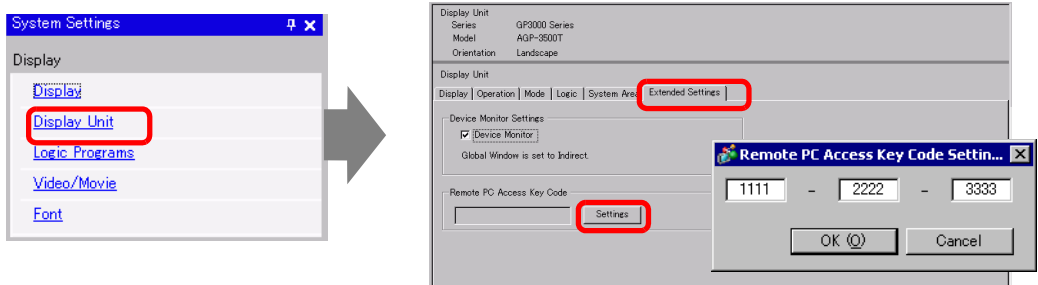 System Settings
Display
Display
Display Unit
Logic Programs
Video/Movie
Font
Display Unit
Series GP3000 Series
Model AGP-3500T
Orientation Landscape
Display Unit
Display Operation Mode Logic System Area Extended Settings
Device Monitor Settings
Device Monitor
Global Window is set to Indirect.
Remote PC Access Key Code
Settings
Remote PC Access Key Code Settin...
1111 - 2222 - 3333
OK (O) Cancel